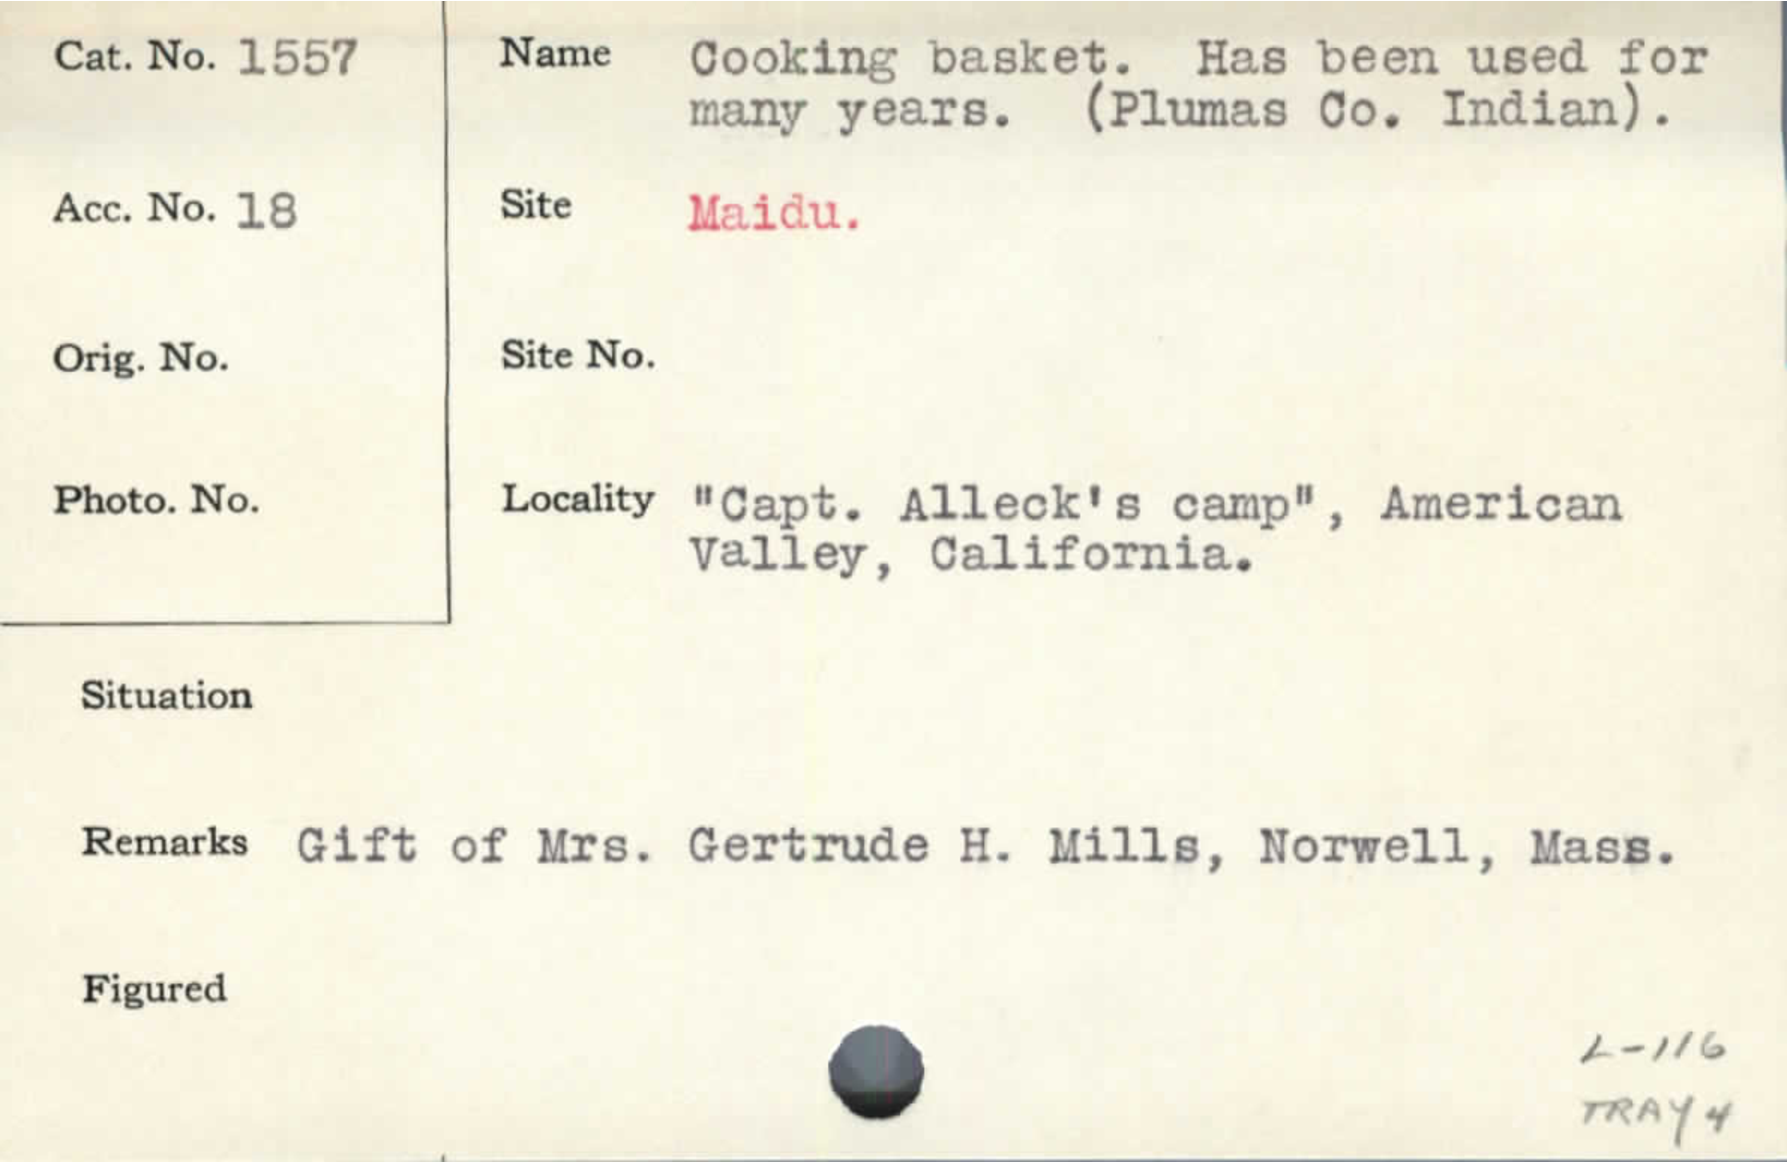 Cat. No. 1557
Name Cooking basket. Has been used for
many years. (Plumas Co. Indian).
Acc. No. 18
Site Maidu.
Orig. No.
Site No.
Photo. No.
Locality "Capt. Alleck's camp", American
Valley, California.
Situation
Remarks Gift of Mrs. Gertrude H. Mills, Norwell, Mass.
Figured
L-116
TRAY 4